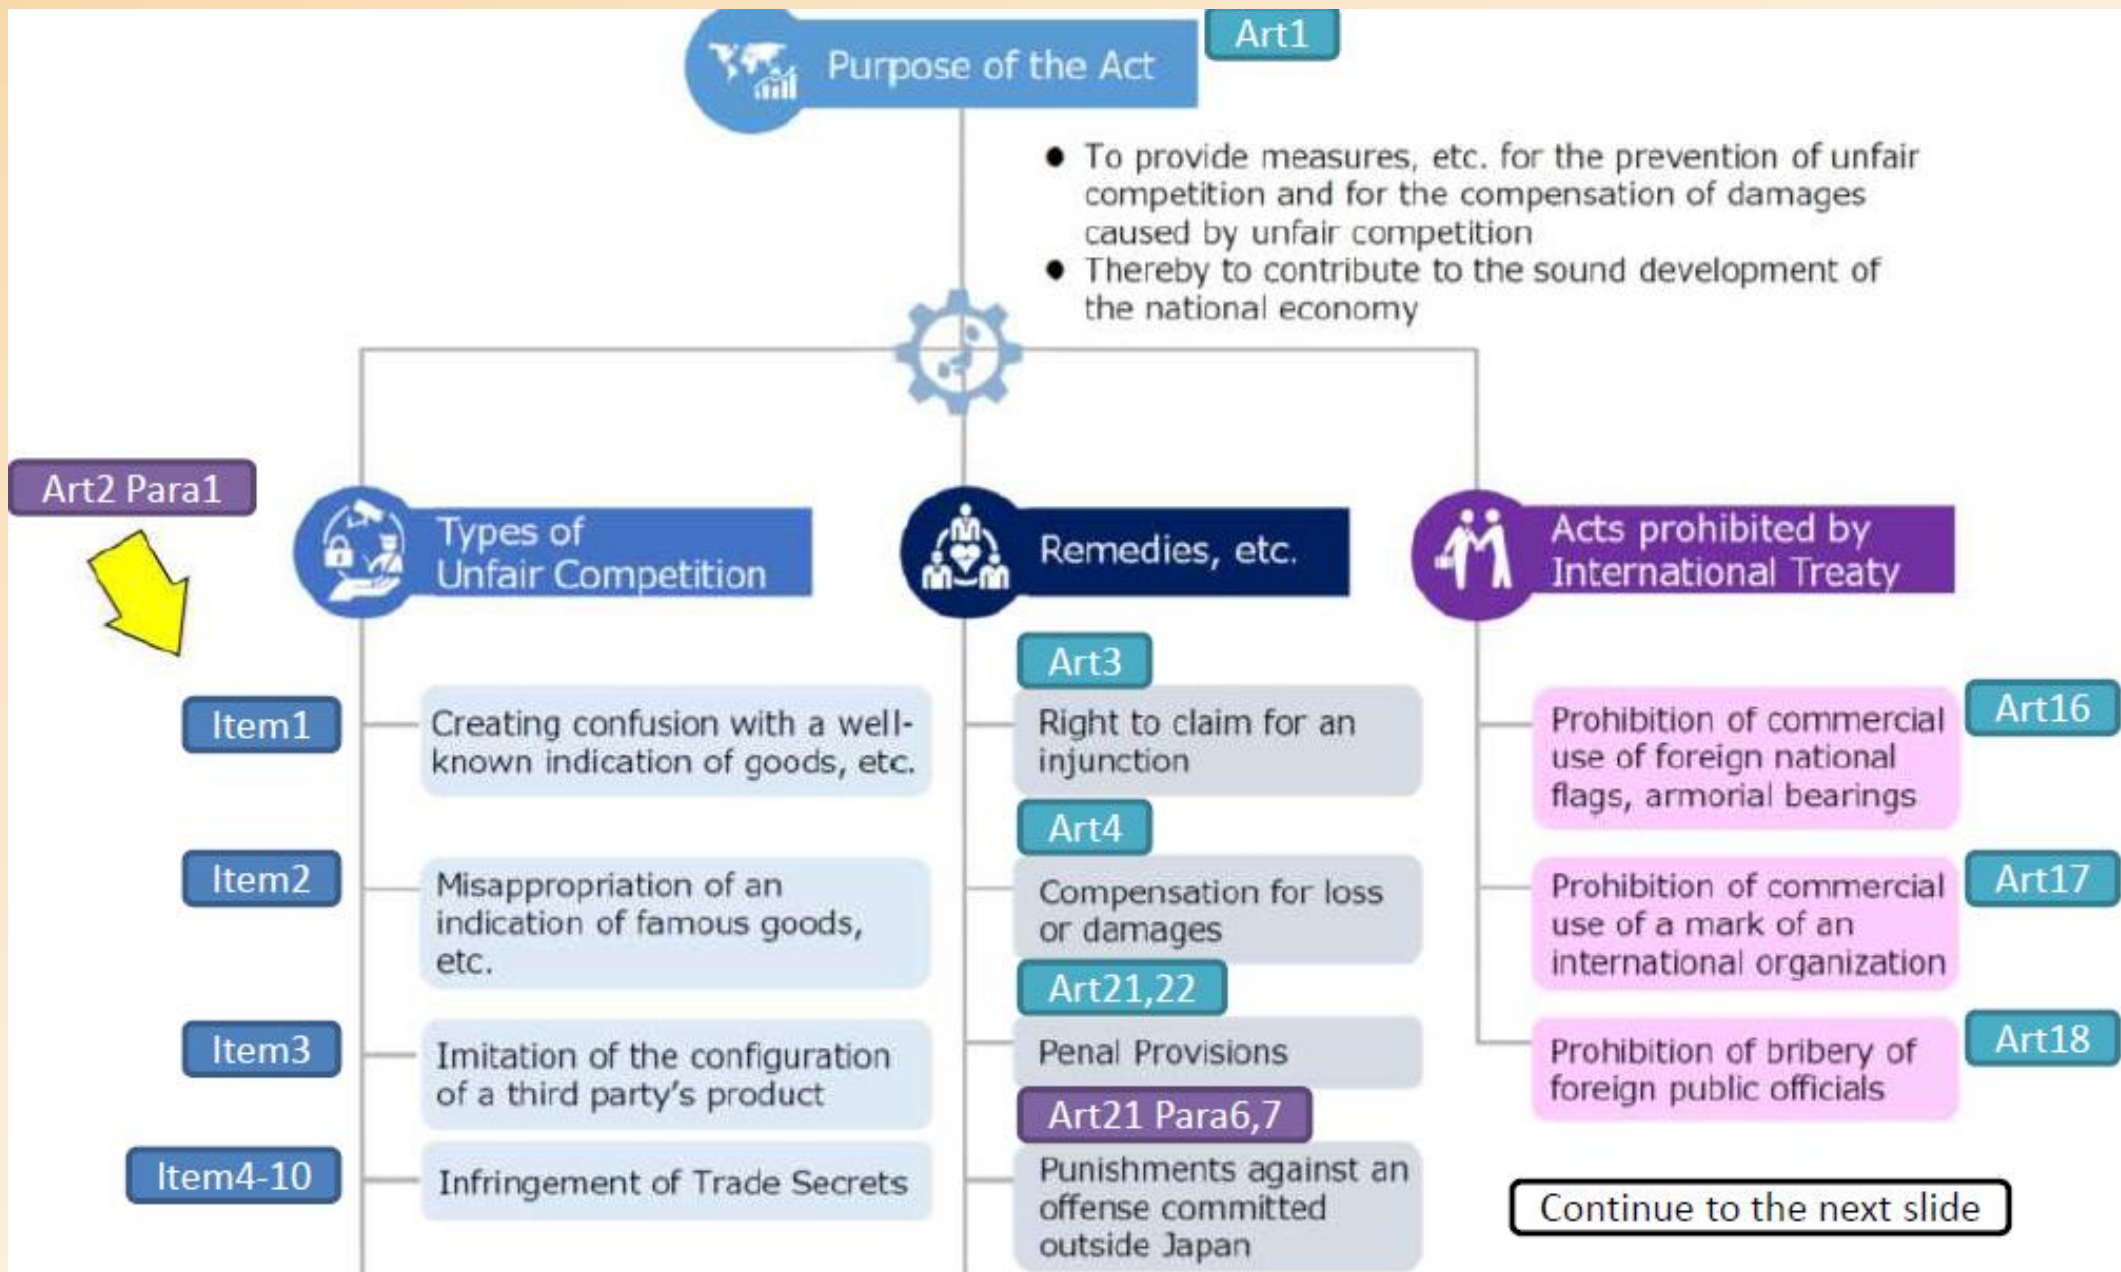 Purpose of the Act
Art1
● To provide measures, etc. for the prevention of unfair
competition and for the compensation of damages
caused by unfair competition
● Thereby to contribute to the sound development of
the national economy
Art2 Para1
Types of
Unfair Competition
Item1
Creating confusion with a well-
known indication of goods, etc.
Item2
Misappropriation of an
indication of famous goods,
etc.
Item3
Imitation of the configuration
of a third party's product
Item4-10
Infringement of Trade Secrets
Remedies, etc.
Art3
Right to claim for an
injunction
Art4
Compensation for loss
or damages
Art21,22
Penal Provisions
Art21 Para6,7
Punishments against an
offense committed
outside Japan
Acts prohibited by
International Treaty
Art16
Prohibition of commercial
use of foreign national
flags, armorial bearings
Art17
Prohibition of commercial
use of a mark of an
international organization
Art18
Prohibition of bribery of
foreign public officials
Continue to the next slide